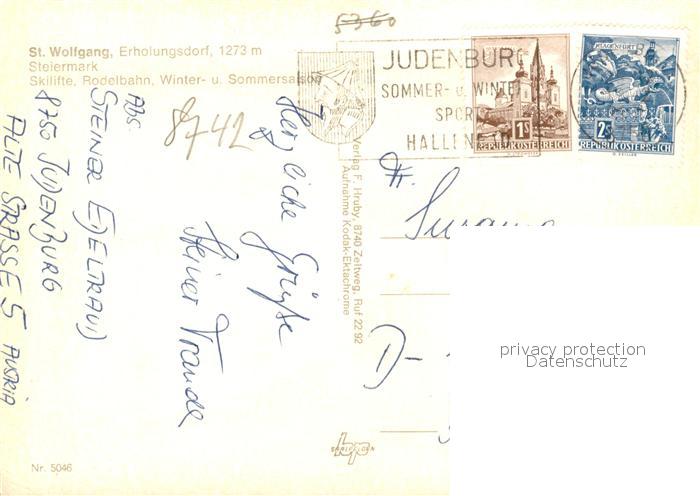 5360
St. Wolfgang, Erholungsdorf, 1273 m
Steiermark
Skilifte, Rodelbahn, Winter- u. Sommersaison
JUDENBURG
SOMMER- u. WINTER
SPORT
HALLEN
1S
REPUBLIK ÖSTERREICH
KLAGENFURT
2S
REPUBLIK ÖSTERREICH
8742
ABS
STEINER EDELTRAUD
8750 JUDENBURG
ALTE STRASSE 5 AUSTRIA
Herzliche Grüße
Steiner Traude
Verlag F. Hruby, 8740 Zeltweg, Ruf 22 92
Aufnahme Kodak-Ektachrome
Susanne
D-
privacy protection
Datenschutz
Nr. 5046